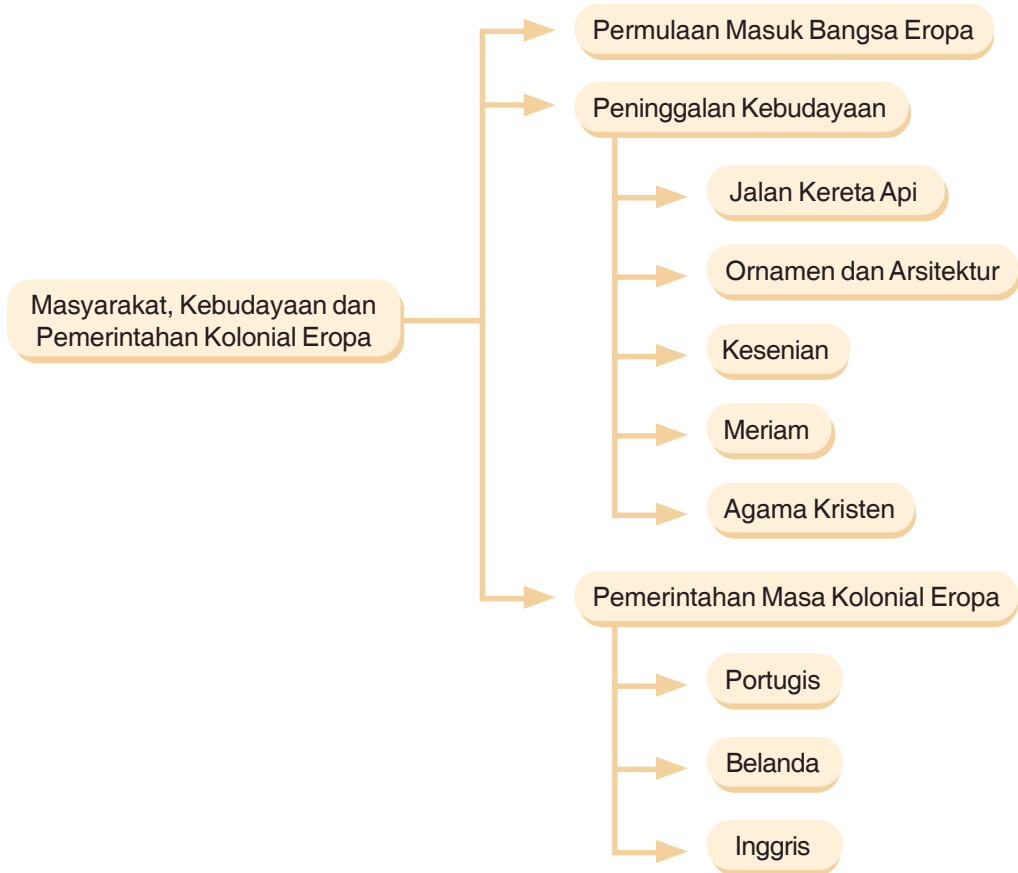 Permulaan Masuk Bangsa Eropa
Peninggalan Kebudayaan
Jalan Kereta Api
Ornamen dan Arsitektur
Masyarakat, Kebudayaan dan
Pemerintahan Kolonial Eropa
Kesenian
Meriam
Agama Kristen
Pemerintahan Masa Kolonial Eropa
Portugis
Belanda
Inggris